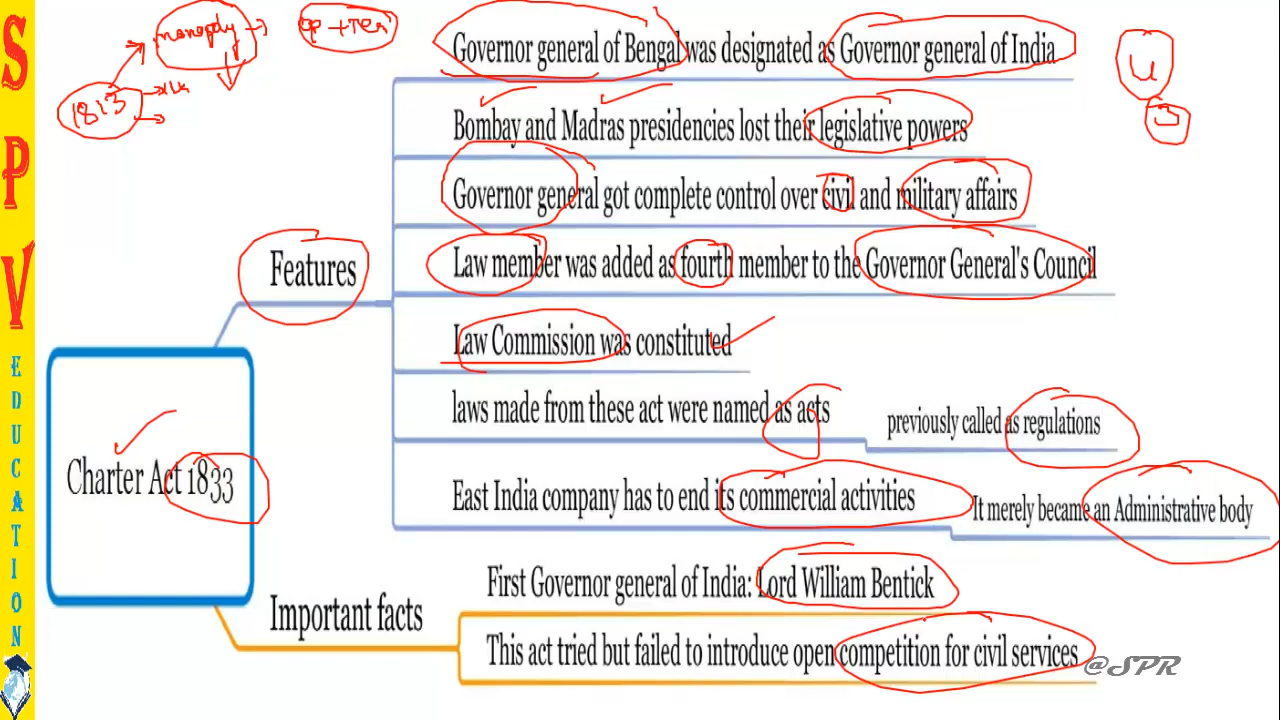 SPV EDUCATION
monopoly
1813
Governor general of Bengal was designated as Governor general of India
Bombay and Madras presidencies lost their legislative powers
Governor general got complete control over civil and military affairs
Features
Law member was added as fourth member to the Governor General's Council
Law Commission was constituted
laws made from these act were named as acts
previously called as regulations
Charter Act 1833
East India company has to end its commercial activities
It merely became an Administrative body
First Governor general of India: Lord William Bentick
Important facts
This act tried but failed to introduce open competition for civil services
@SPR